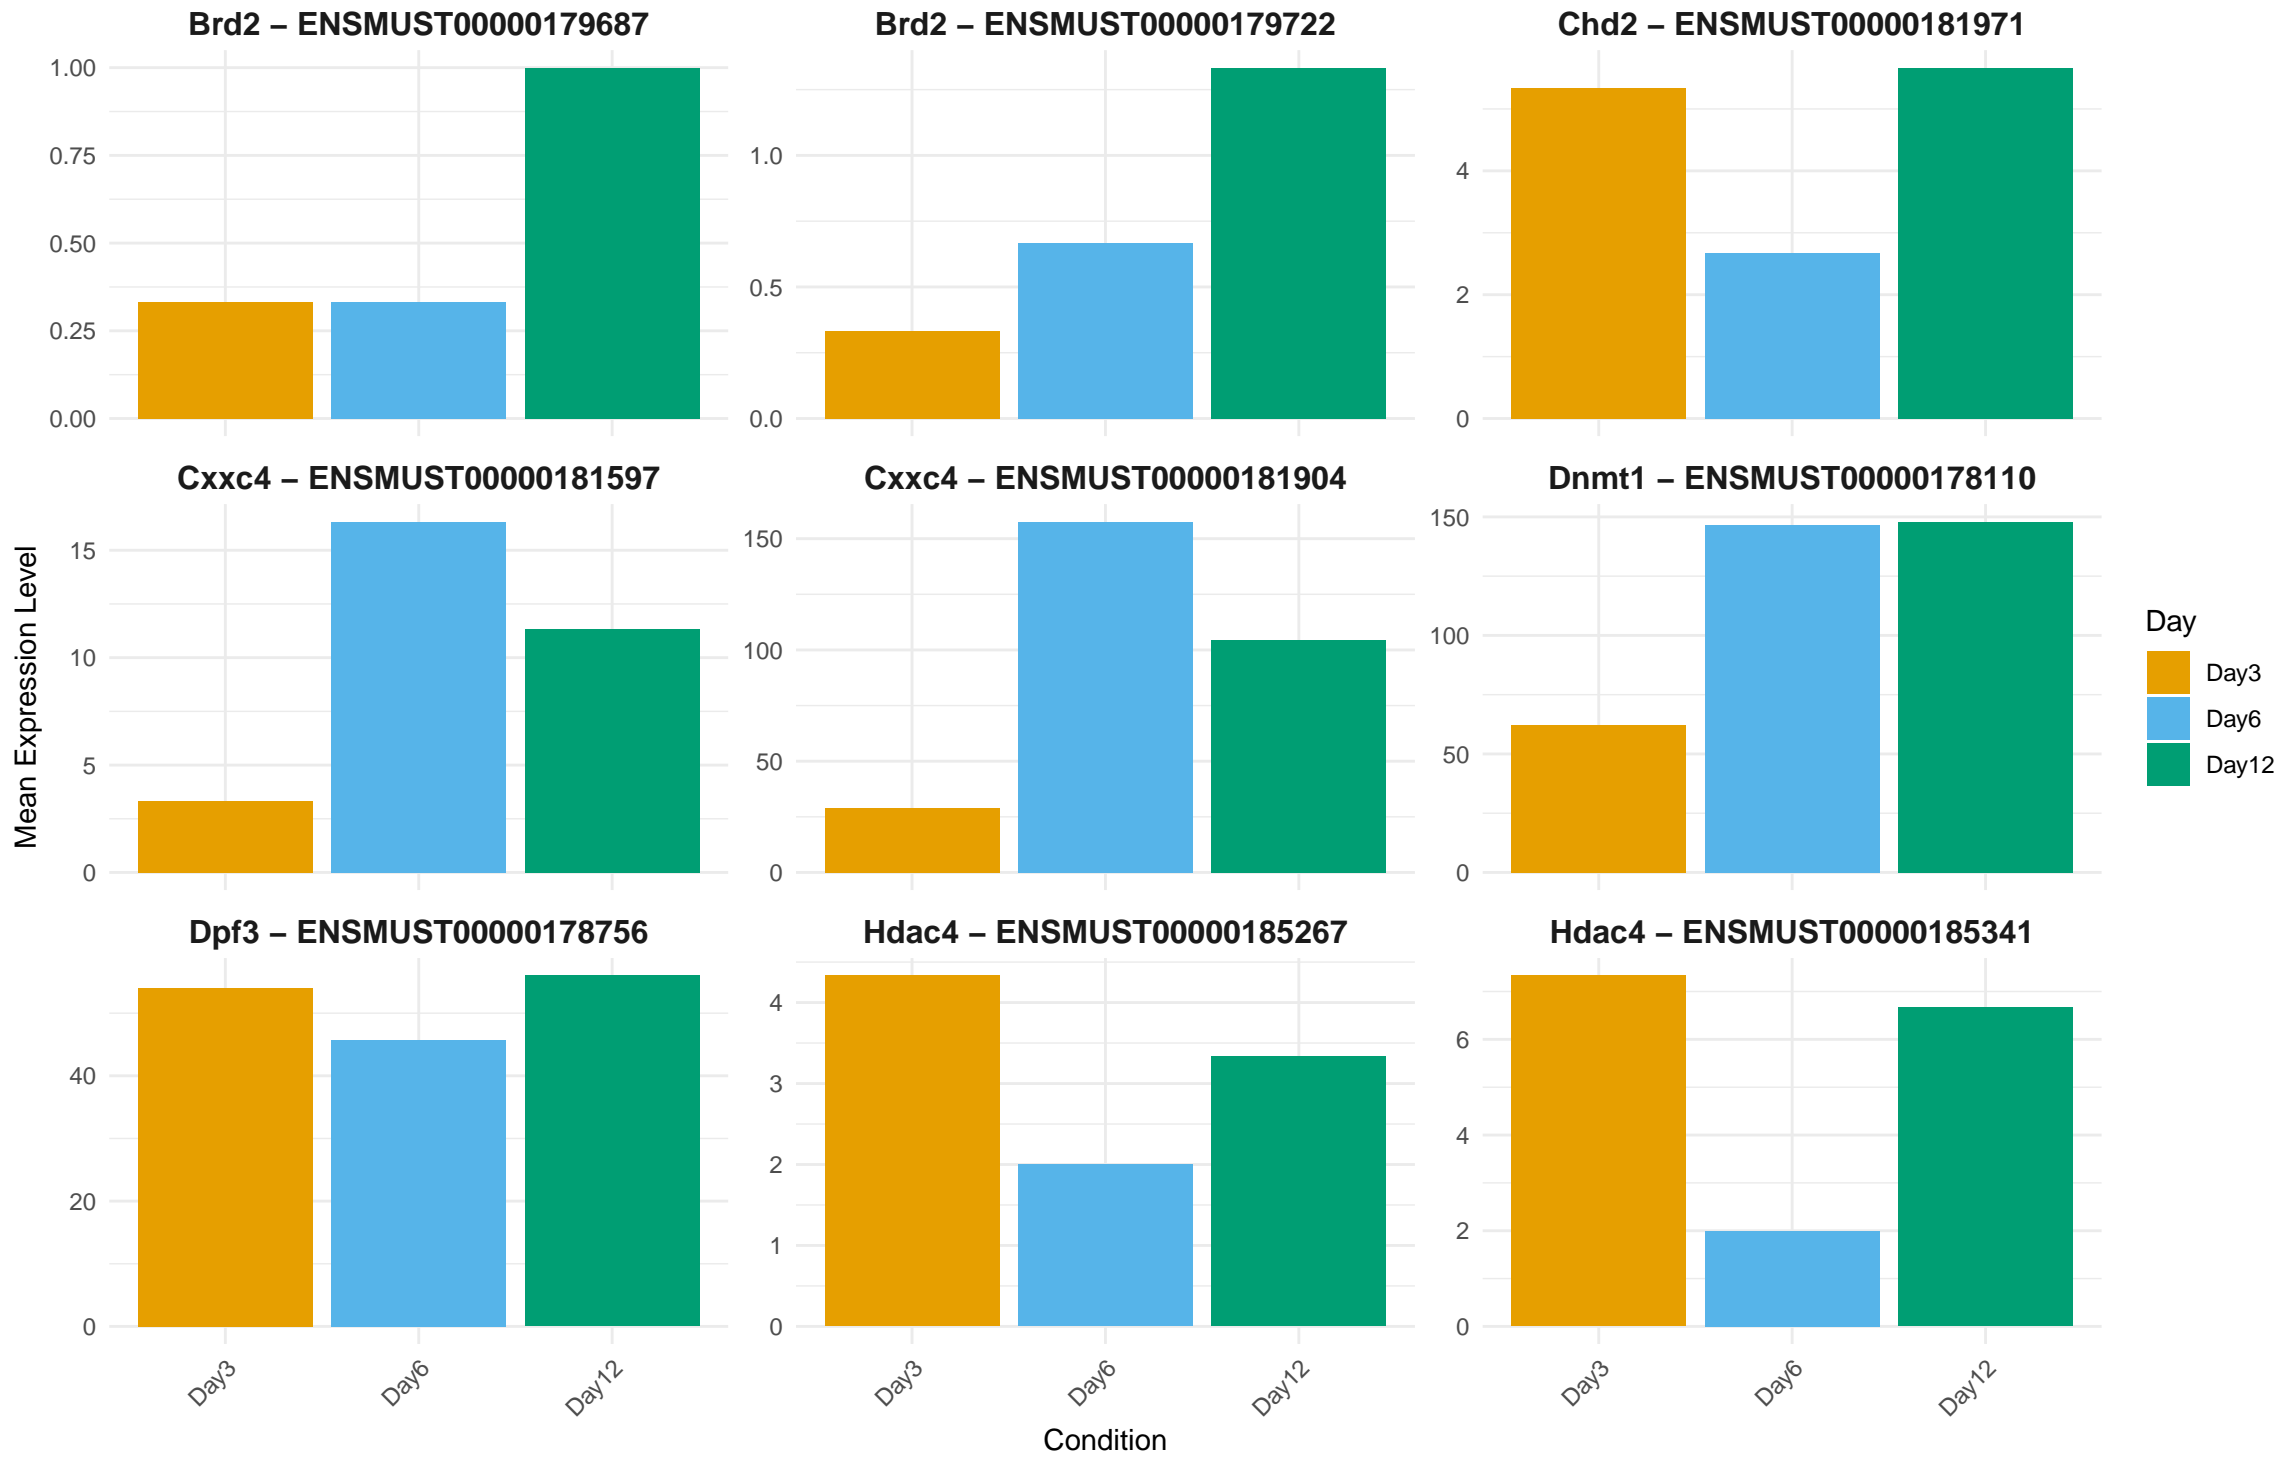 Brd2 – ENSMUST00000179687
Brd2 – ENSMUST00000179722
Chd2 – ENSMUST00000181971
1.00
0.75
0.50
0.25
0.00
1.0
0.5
0.0
4
2
0
Cxxc4 – ENSMUST00000181597
Cxxc4 – ENSMUST00000181904
Dnmt1 – ENSMUST00000178110
Mean Expression Level
15
10
5
0
150
100
50
0
150
100
50
0
Dpf3 – ENSMUST00000178756
Hdac4 – ENSMUST00000185267
Hdac4 – ENSMUST00000185341
40
20
0
4
3
2
1
0
6
4
2
0
Day3
Day6
Day12
Day3
Day6
Day12
Day3
Day6
Day12
Condition
Day
Day3
Day6
Day12